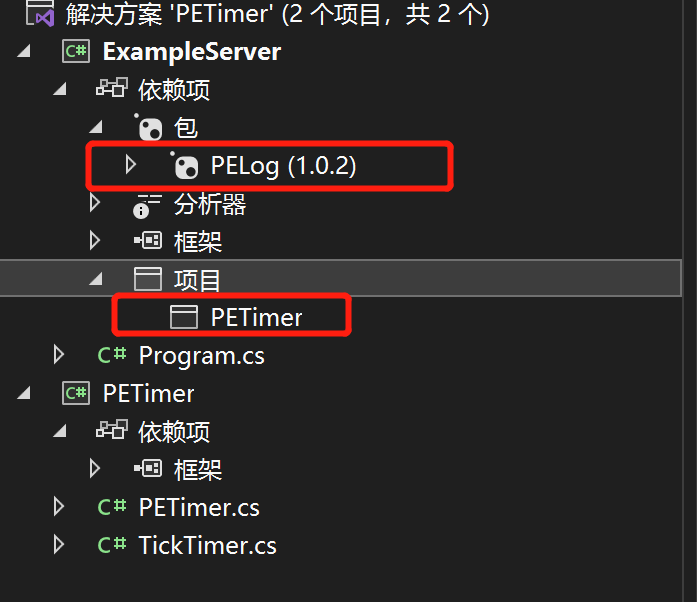 解决方案 'PETimer' (2 个项目，共 2 个)
C# ExampleServer
依赖项
包
PELog (1.0.2)
分析器
框架
项目
PETimer
C# Program.cs
C# PETimer
依赖项
框架
C# PETimer.cs
C# TickTimer.cs